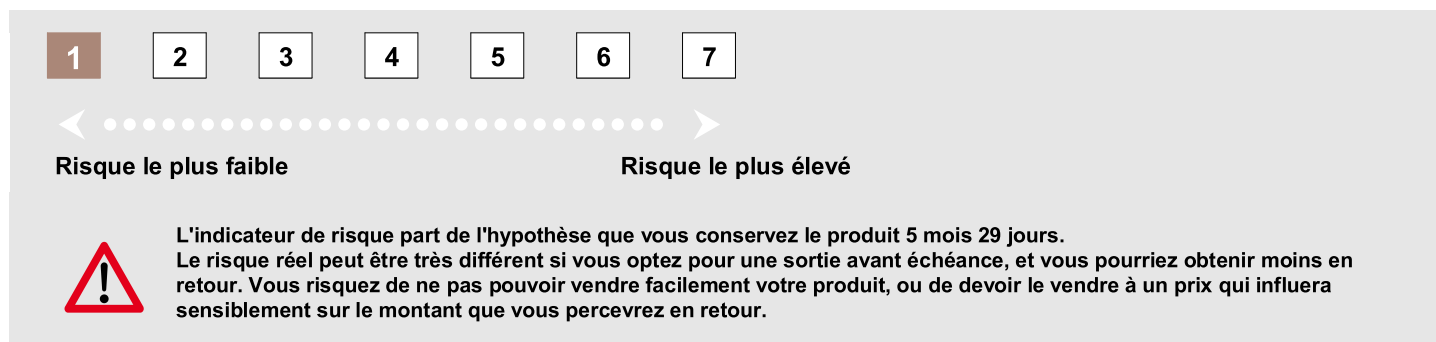 1 2 3 4 5 6 7
Risque le plus faible Risque le plus élevé
L'indicateur de risque part de l'hypothèse que vous conservez le produit 5 mois 29 jours.
Le risque réel peut être très différent si vous optez pour une sortie avant échéance, et vous pourriez obtenir moins en
retour. Vous risquez de ne pas pouvoir vendre facilement votre produit, ou de devoir le vendre à un prix qui influera
sensiblement sur le montant que vous percevrez en retour.